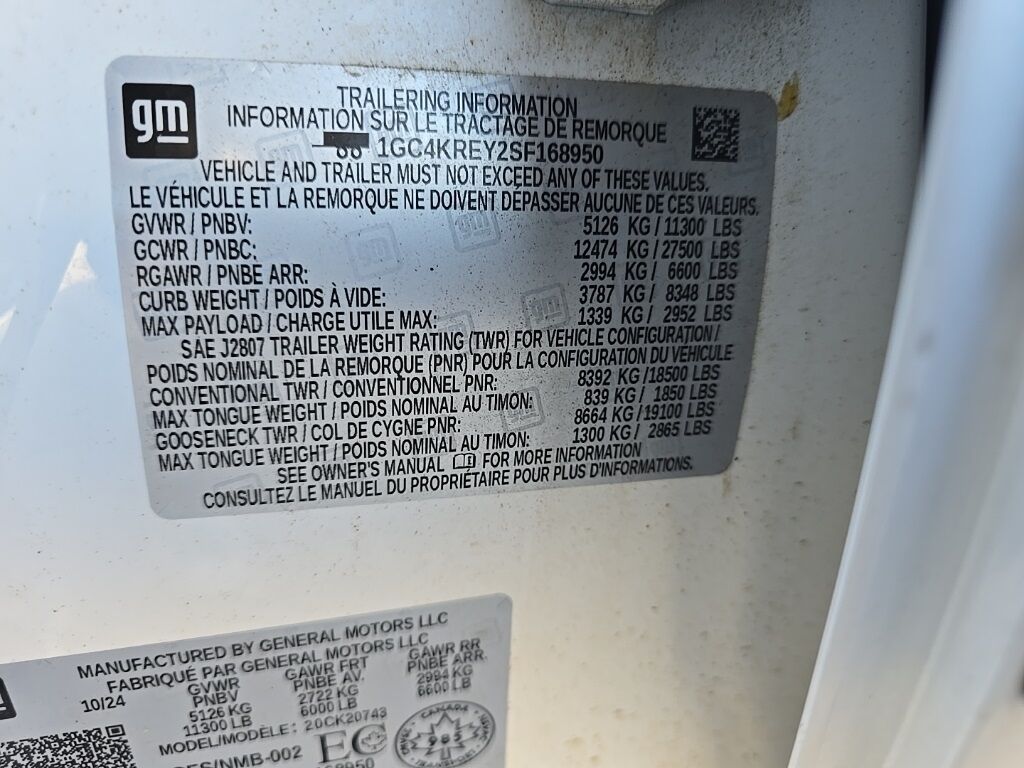 gm
TRAILERING INFORMATION
INFORMATION SUR LE TRACTAGE DE REMORQUE
1GC4KREY2SF168950
VEHICLE AND TRAILER MUST NOT EXCEED ANY OF THESE VALUES.
LE VÉHICULE ET LA REMORQUE NE DOIVENT DÉPASSER AUCUNE DE CES VALEURS.
GVWR / PNBV: 5126 KG / 11300 LBS
GCWR / PNBC: 12474 KG / 27500 LBS
RGAWR / PNBE ARR: 2994 KG / 6600 LBS
CURB WEIGHT / POIDS À VIDE: 3787 KG / 8348 LBS
MAX PAYLOAD / CHARGE UTILE MAX: 1339 KG / 2952 LBS
SAE J2807 TRAILER WEIGHT RATING (TWR) FOR VEHICLE CONFIGURATION /
POIDS NOMINAL DE LA REMORQUE (PNR) POUR LA CONFIGURATION DU VÉHICULE
CONVENTIONAL TWR / CONVENTIONNEL PNR: 8392 KG /18500 LBS
MAX TONGUE WEIGHT / POIDS NOMINAL AU TIMON: 839 KG / 1850 LBS
GOOSENECK TWR / COL DE CYGNE PNR: 8664 KG / 19100 LBS
MAX TONGUE WEIGHT / POIDS NOMINAL AU TIMON: 1300 KG / 2865 LBS
SEE OWNER'S MANUAL FOR MORE INFORMATION
CONSULTEZ LE MANUEL DU PROPRIÉTAIRE POUR PLUS D'INFORMATIONS.
MANUFACTURED BY GENERAL MOTORS LLC
FABRIQUÉ PAR GENERAL MOTORS LLC
10/24 GVWR GAWR FRT GAWR RR
PNBV PNBE AV. PNBE ARR.
5126 KG 2722 KG 2994 KG
11300 LB 6000 LB 6600 LB
MODEL/MODÈLE: 20CK20743
/NMB-002
CANADA
TRANSPORT
68950